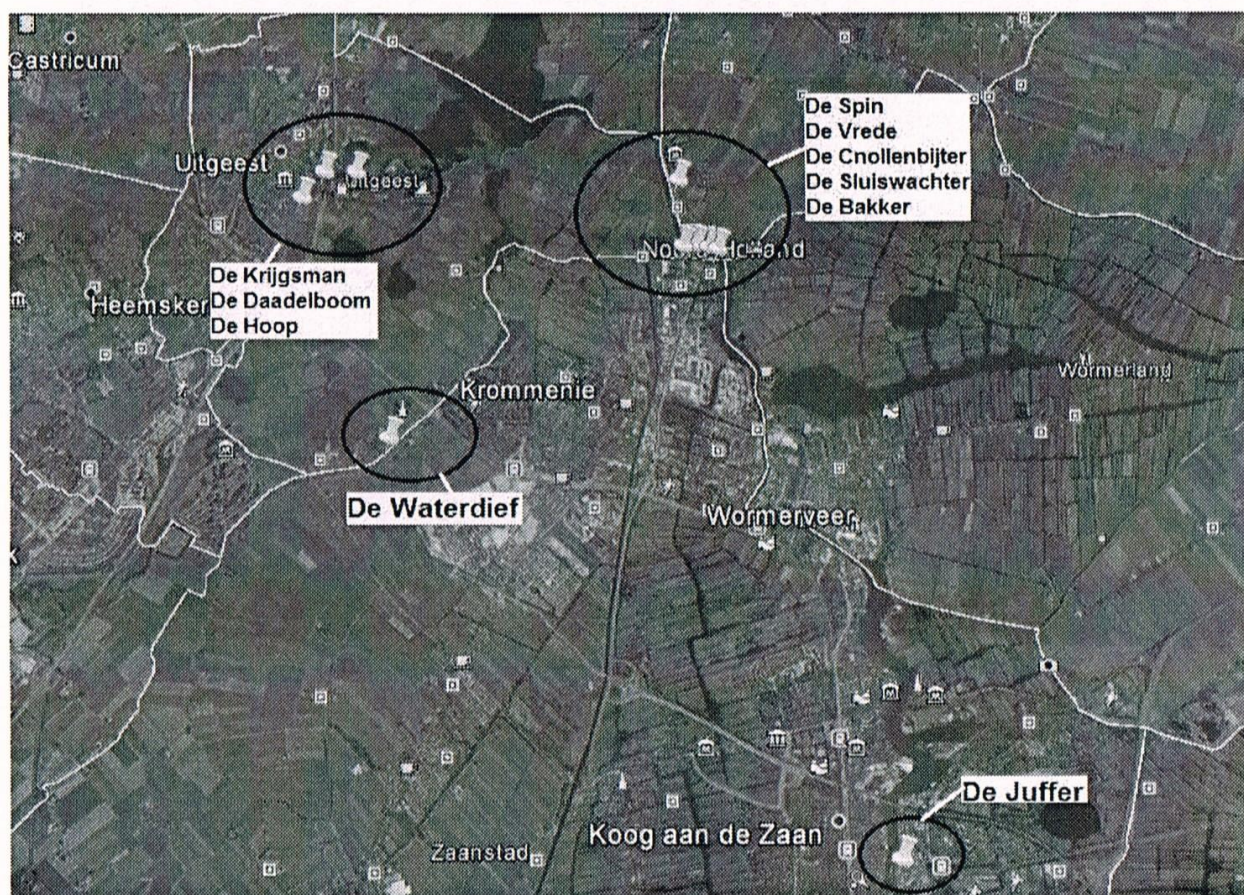 Castricum
Uitgeest
Uitgeest
De Spin
De Vrede
De Cnollenbijter
De Sluiswachter
De Bakker
De Krijgsman
De Daadelboom
De Hoop
Heemsker
Krommenie
Wormerland
De Waterdief
Wormerveer
De Juffer
Koog aan de Zaan
Zaanstad